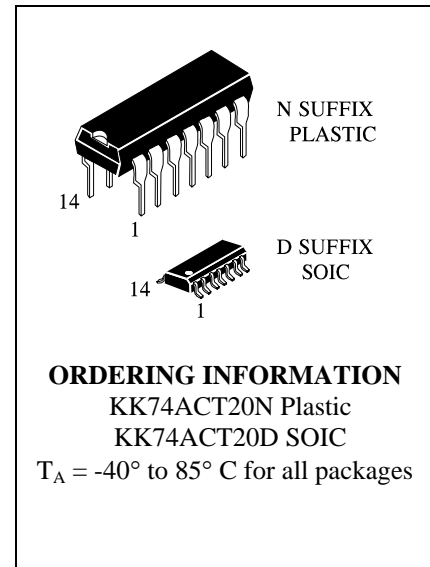 N SUFFIX
PLASTIC
14
1
D SUFFIX
SOIC
14
1
ORDERING INFORMATION
KK74ACT20N Plastic
KK74ACT20D SOIC
TA = -40° to 85° C for all packages